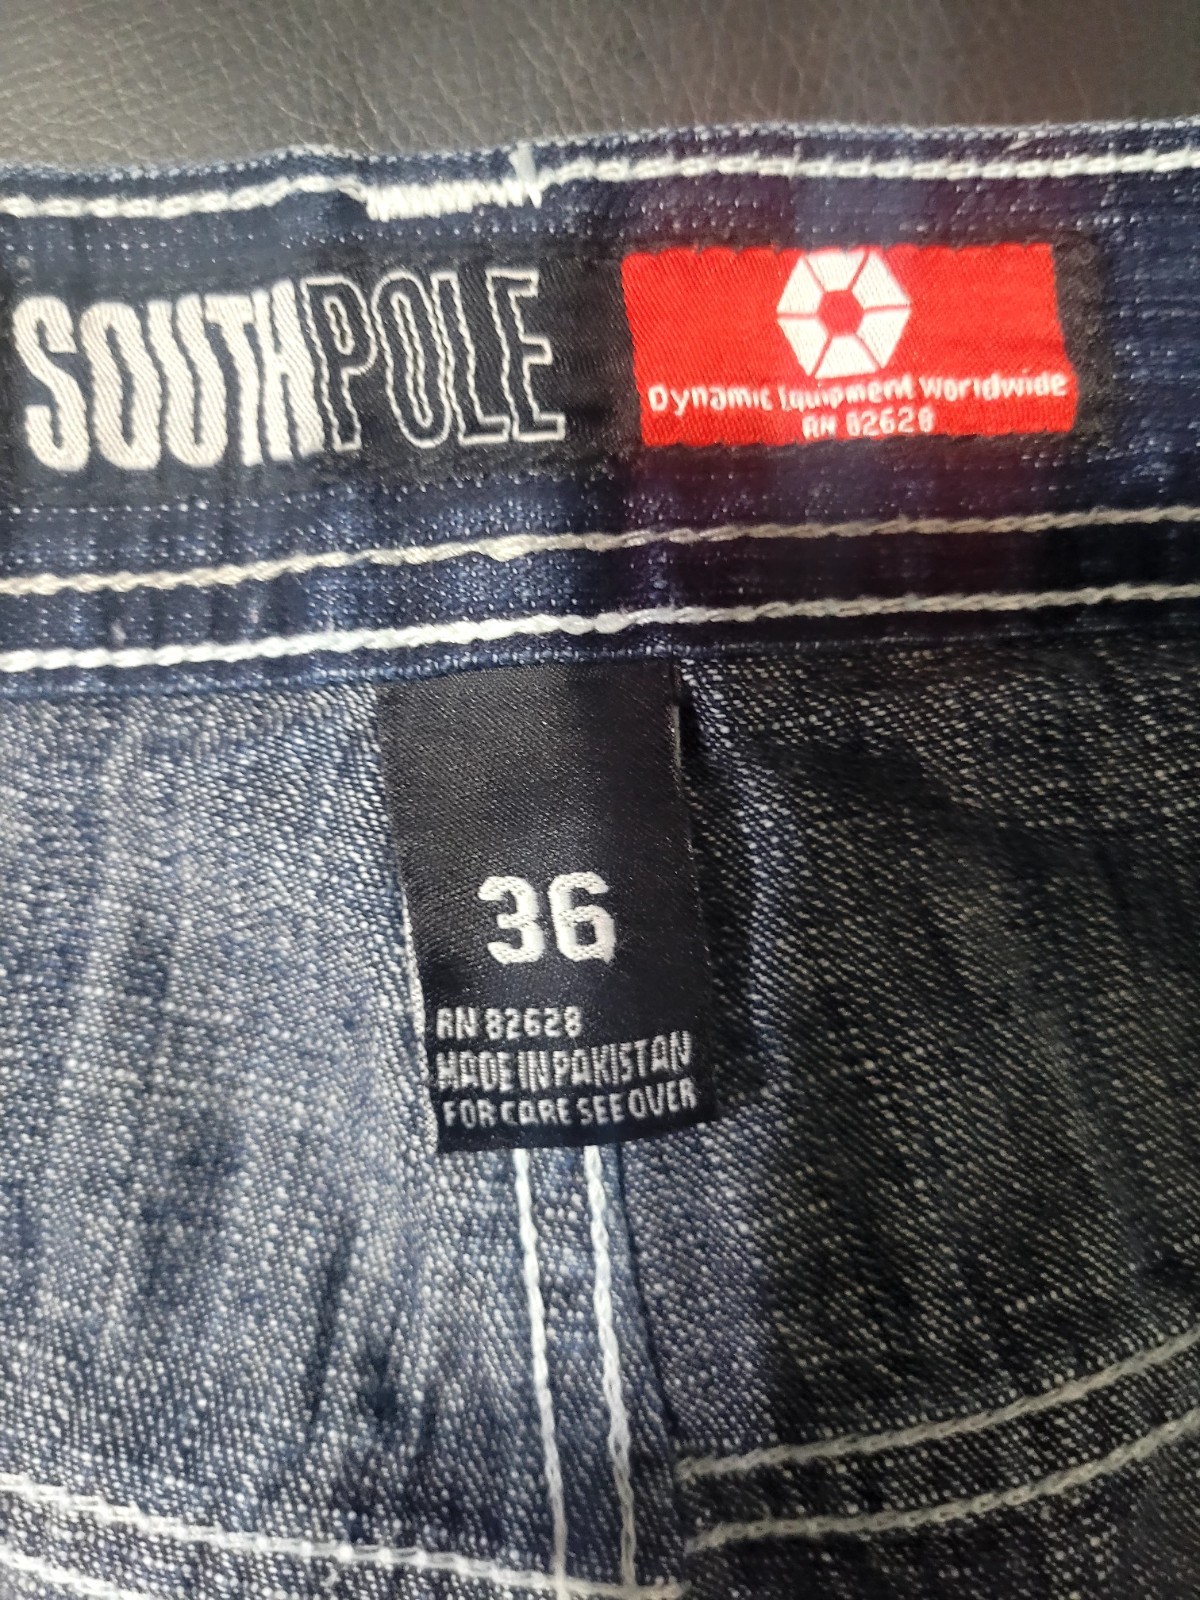 SOUTHPOLE
Dynamic Equipment Worldwide
RN 82628
36
RN 82628
MADE IN PAKISTAN
FOR CARE SEE OVER